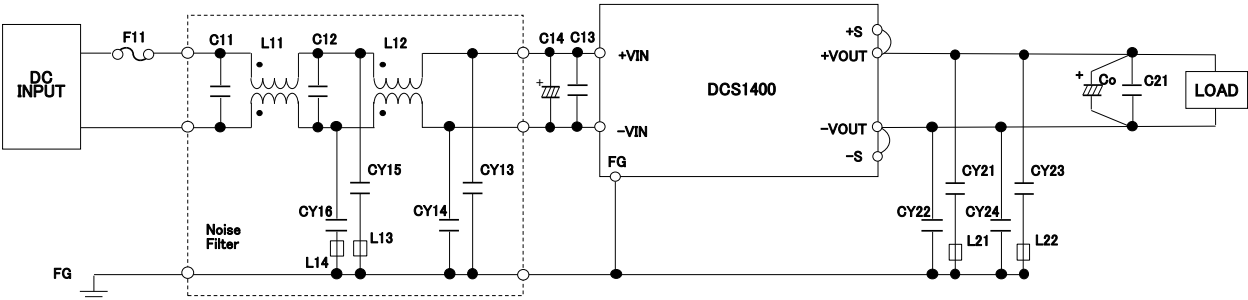 F11
C11
L11
C12
L12
C14
C13
+VIN
DCS1400
+S
+VOUT
DC
INPUT
+
+
Co
C21
LOAD
-VIN
-VOUT
FG
-S
CY15
CY13
CY21
CY23
CY16
CY14
CY22
CY24
Noise
Filter
L13
L14
L21
L22
FG